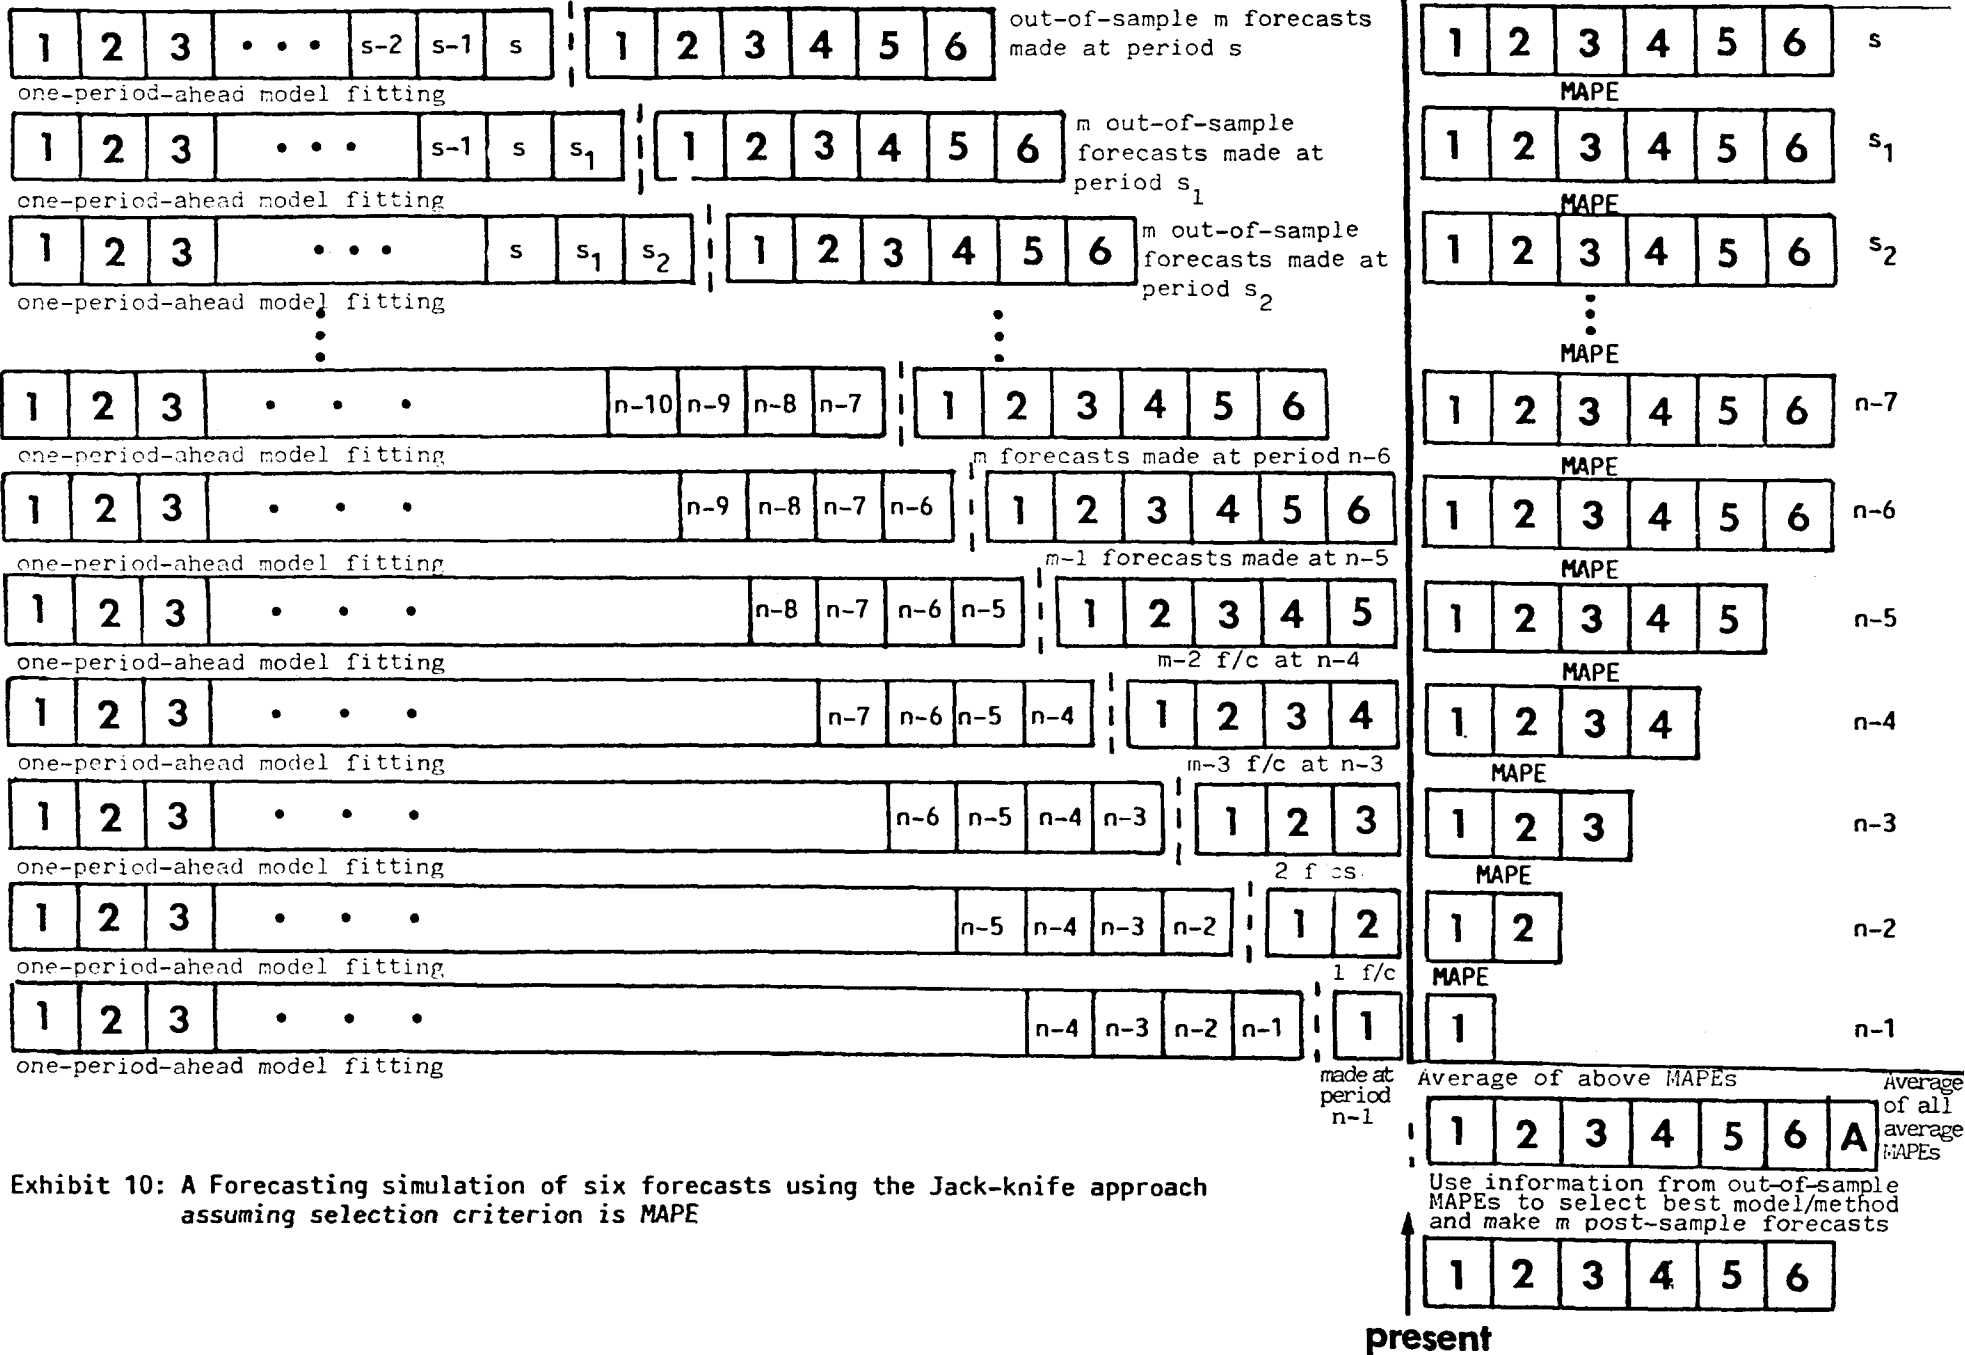 1 2 3 • • • s-2 s-1 s 1 2 3 4 5 6 out-of-sample m forecasts made at period s 1 2 3 4 5 6 s
one-period-ahead model fitting MAPE
1 2 3 • • • s-1 s s1 1 2 3 4 5 6 m out-of-sample forecasts made at period s1 1 2 3 4 5 6 s1
one-period-ahead model fitting MAPE
1 2 3 • • • s s1 s2 1 2 3 4 5 6 m out-of-sample forecasts made at period s2 1 2 3 4 5 6 s2
one-period-ahead model fitting
MAPE
1 2 3 • • • n-10 n-9 n-8 n-7 1 2 3 4 5 6 1 2 3 4 5 6 n-7
one-period-ahead model fitting m forecasts made at period n-6 MAPE
1 2 3 • • • n-9 n-8 n-7 n-6 1 2 3 4 5 6 1 2 3 4 5 6 n-6
one-period-ahead model fitting m-1 forecasts made at n-5 MAPE
1 2 3 • • • n-8 n-7 n-6 n-5 1 2 3 4 5 1 2 3 4 5 n-5
one-period-ahead model fitting m-2 f/c at n-4 MAPE
1 2 3 • • • n-7 n-6 n-5 n-4 1 2 3 4 1 2 3 4 n-4
one-period-ahead model fitting m-3 f/c at n-3 MAPE
1 2 3 • • • n-6 n-5 n-4 n-3 1 2 3 1 2 3 n-3
one-period-ahead model fitting 2 MAPE
1 2 3 • • • n-5 n-4 n-3 n-2 1 2 1 2 n-2
one-period-ahead model fitting 1 f/c MAPE
1 2 3 • • • n-4 n-3 n-2 n-1 1 1 n-1
one-period-ahead model fitting
made at
period
n-1
Average of above MAPEs
1 2 3 4 5 6 A
Average
of all
average
MAPEs
Use information from out-of-sample
MAPEs to select best model/method
and make m post-sample forecasts
1 2 3 4 5 6
present
Exhibit 10: A Forecasting simulation of six forecasts using the Jack-knife approach
assuming selection criterion is MAPE